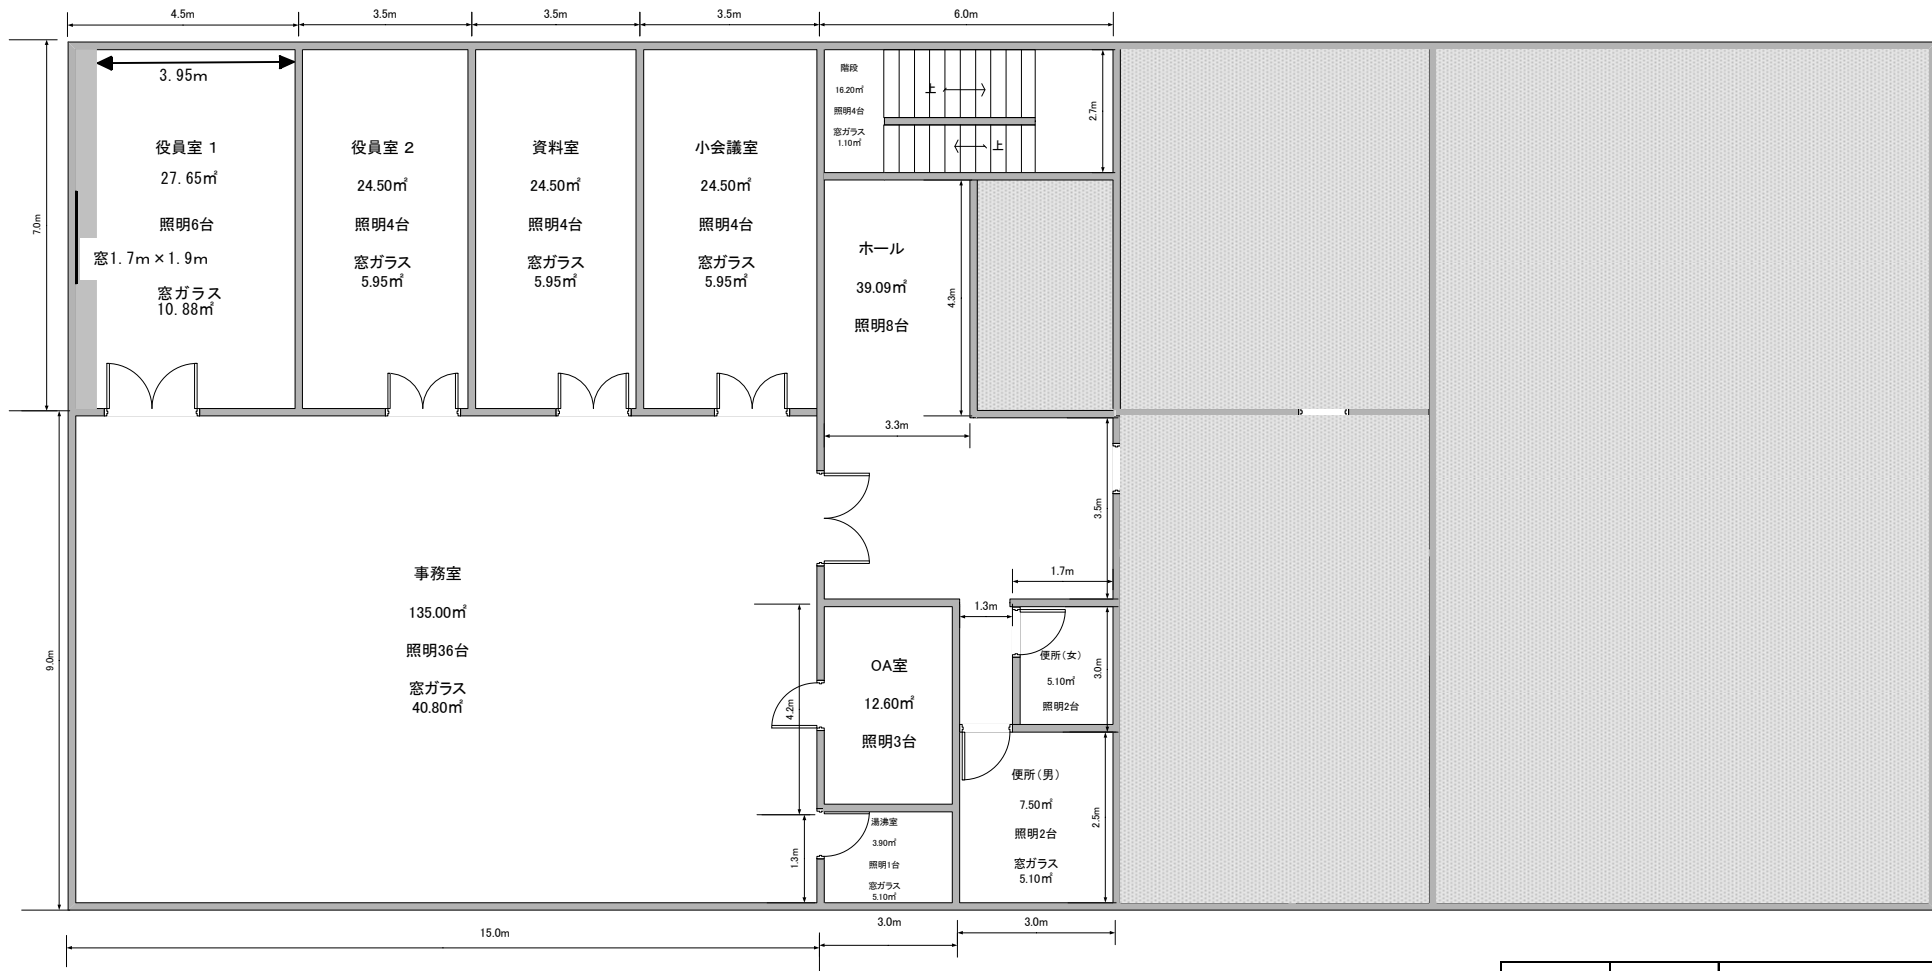 4.5m
3.5m
3.5m
3.5m
6.0m
3.95m
7.0m
役員室 1
27.65㎡
照明6台
窓1.7m×1.9m
窓ガラス
10.88㎡
役員室 2
24.50㎡
照明4台
窓ガラス
5.95㎡
資料室
24.50㎡
照明4台
窓ガラス
5.95㎡
小会議室
24.50㎡
照明4台
窓ガラス
5.95㎡
階段
16.20㎡
照明4台
窓ガラス
1.10㎡
上
上
2.7m
ホール
39.09㎡
照明8台
4.3m
3.3m
3.5m
1.7m
1.3m
事務室
135.00㎡
照明36台
窓ガラス
40.80㎡
9.0m
4.2m
OA室
12.60㎡
照明3台
便所(女)
5.10㎡
照明2台
3.0m
便所(男)
7.50㎡
照明2台
窓ガラス
5.10㎡
2.5m
湯沸室
3.90㎡
照明1台
窓ガラス
5.10㎡
1.3m
15.0m
3.0m
3.0m